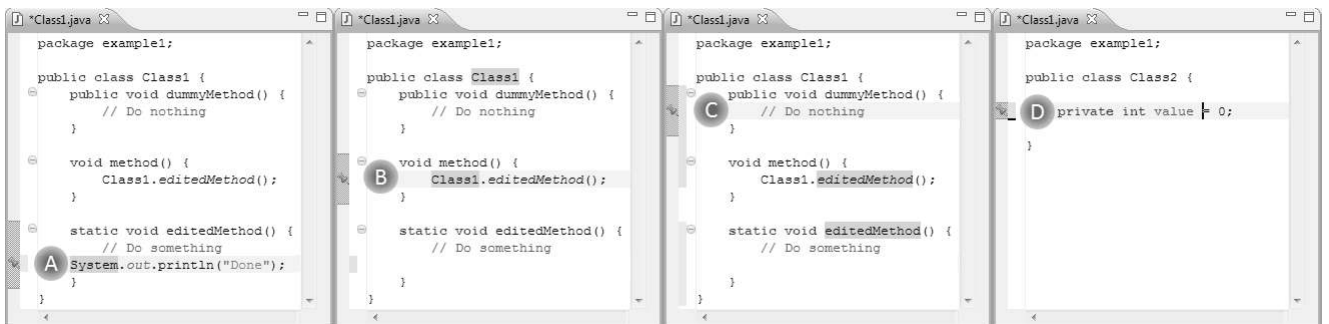 *Class1.java
package example1;
public class Class1 {
public void dummyMethod() {
// Do nothing
}
void method() {
Class1.editedMethod();
}
static void editedMethod() {
// Do something
A System.out.println("Done");
}
}
*Class1.java
package example1;
public class Class1 {
public void dummyMethod() {
// Do nothing
}
void method() {
B Class1.editedMethod();
}
static void editedMethod() {
// Do something
}
}
*Class1.java
package example1;
public class Class1 {
public void dummyMethod() {
C // Do nothing
}
void method() {
Class1.editedMethod();
}
static void editedMethod() {
// Do something
}
}
*Class1.java
package example1;
public class Class2 {
D private int value = 0;
}